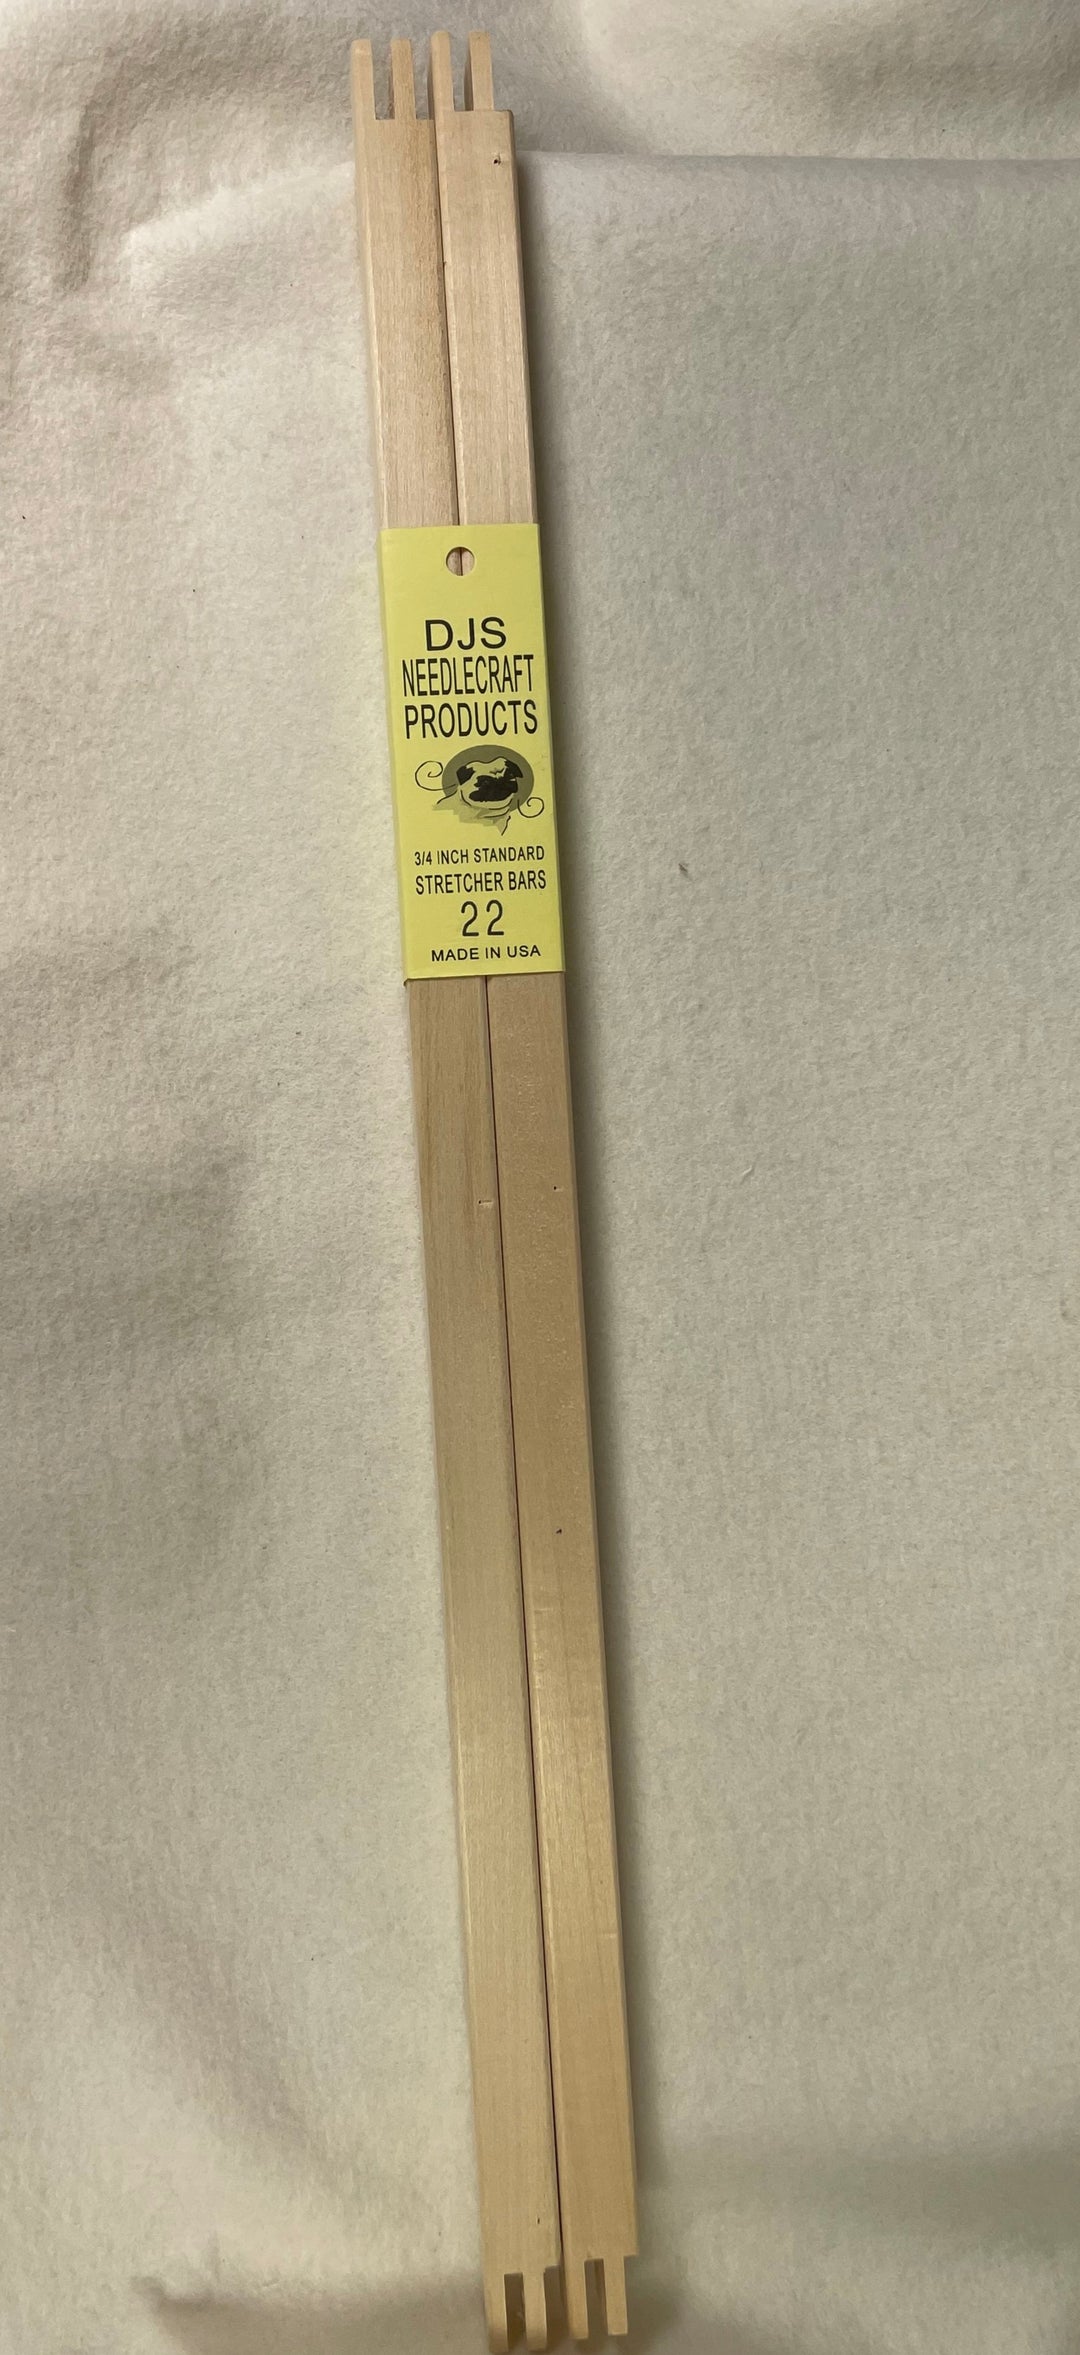 DJS
NEEDLECRAFT
PRODUCTS
3/4 INCH STANDARD
STRETCHER BARS
22
MADE IN USA